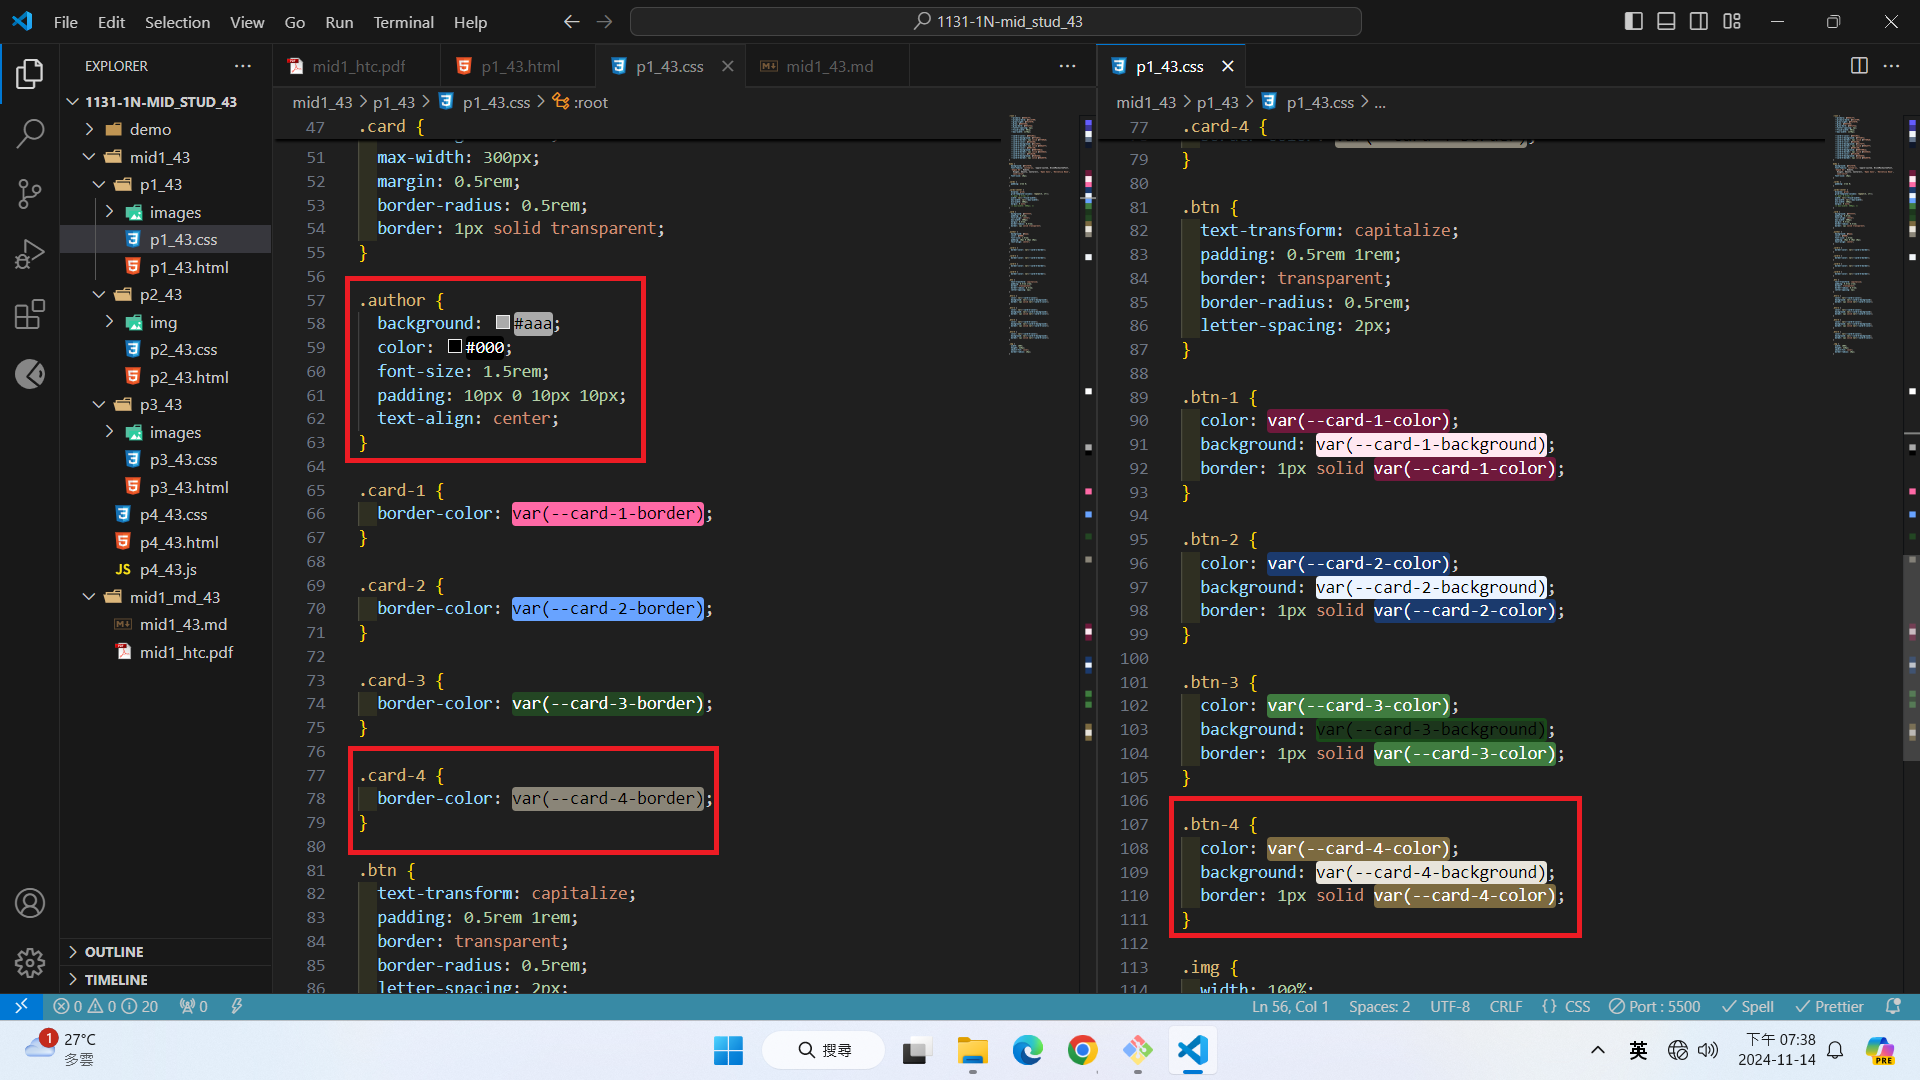 File Edit Selection View Go Run Terminal Help
1131-1N-mid_stud_43
EXPLORER
1131-1N-MID_STUD_43
demo
mid1_43
p1_43
images
p1_43.css
p1_43.html
p2_43
img
p2_43.css
p2_43.html
p3_43
images
p3_43.css
p3_43.html
p4_43.css
p4_43.html
JS p4_43.js
mid1_md_43
mid1_43.md
mid1_htc.pdf
OUTLINE
TIMELINE
mid1_htc.pdf
p1_43.html
p1_43.css
mid1_43.md
mid1_43 > p1_43 > p1_43.css > :root
47 .card {
51 max-width: 300px;
52 margin: 0.5rem;
53 border-radius: 0.5rem;
54 border: 1px solid transparent;
55 }
56
57 .author {
58 background: #aaa;
59 color: #000;
60 font-size: 1.5rem;
61 padding: 10px 0 10px 10px;
62 text-align: center;
63 }
64
65 .card-1 {
66 border-color: var(--card-1-border);
67 }
68
69 .card-2 {
70 border-color: var(--card-2-border);
71 }
72
73 .card-3 {
74 border-color: var(--card-3-border);
75 }
76
77 .card-4 {
78 border-color: var(--card-4-border);
79 }
80
81 .btn {
82 text-transform: capitalize;
83 padding: 0.5rem 1rem;
84 border: transparent;
85 border-radius: 0.5rem;
86 letter-spacing: 2px;
p1_43.css
mid1_43 > p1_43 > p1_43.css > ...
77 .card-4 {
79 }
80
81 .btn {
82 text-transform: capitalize;
83 padding: 0.5rem 1rem;
84 border: transparent;
85 border-radius: 0.5rem;
86 letter-spacing: 2px;
87 }
88
89 .btn-1 {
90 color: var(--card-1-color);
91 background: var(--card-1-background);
92 border: 1px solid var(--card-1-color);
93 }
94
95 .btn-2 {
96 color: var(--card-2-color);
97 background: var(--card-2-background);
98 border: 1px solid var(--card-2-color);
99 }
100
101 .btn-3 {
102 color: var(--card-3-color);
103 background: var(--card-3-background);
104 border: 1px solid var(--card-3-color);
105 }
106
107 .btn-4 {
108 color: var(--card-4-color);
109 background: var(--card-4-background);
110 border: 1px solid var(--card-4-color);
111 }
112
113 .img {
114 width: 100%;
0 0 20 0
Ln 56, Col 1 Spaces: 2 UTF-8 CRLF {} CSS Port : 5500 Spell Prettier
1
27°C
多雲
搜尋
英
下午 07:38
2024-11-14
PRE